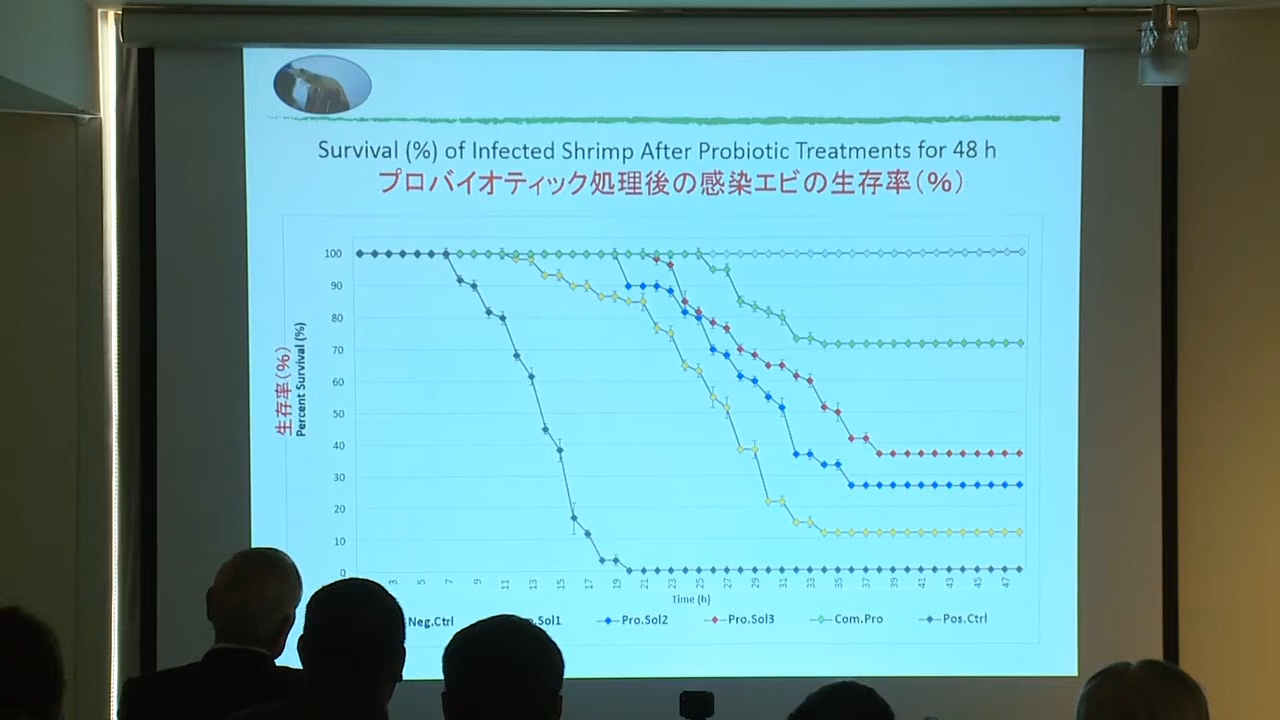 Survival (%) of Infected Shrimp After Probiotic Treatments for 48 h
プロバイオティック処理後の感染エビの生存率(%)
生存率(%)
Percent Survival (%)
100
90
80
70
60
50
40
30
20
10
0
3 5 7 9 11 13 15 17 19 21 23 25 27 29 31 33 35 37 39 41 43 45 47
Time (h)
Neg.Ctrl .Sol1 Pro.Sol2 Pro.Sol3 Com.Pro Pos.Ctrl